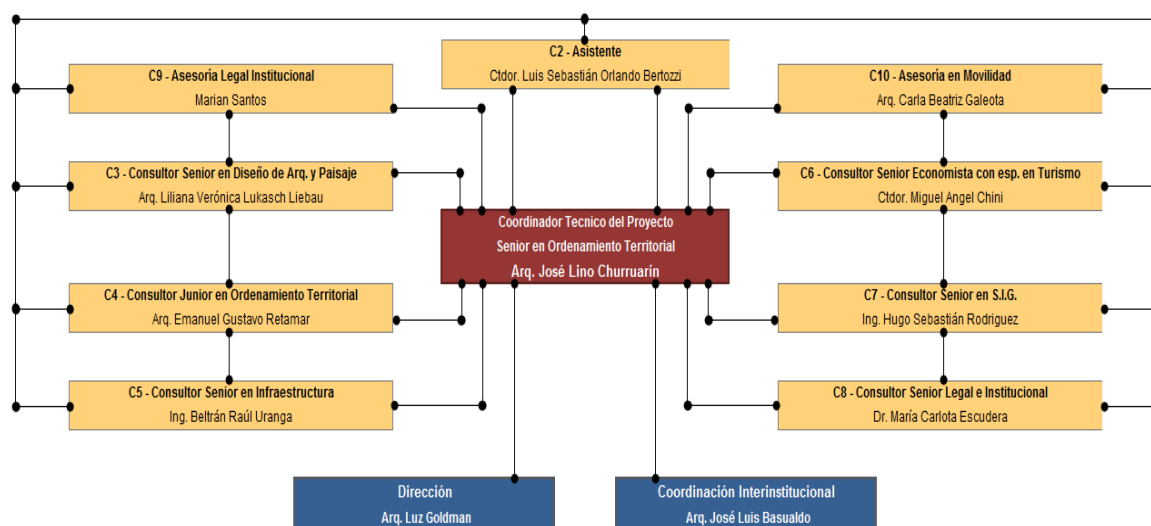 C2 - Asistente
Ctdor. Luis Sebastián Orlando Bertozzi
C9 - Asesoría Legal Institucional
Marian Santos
C10 - Asesoría en Movilidad
Arq. Carla Beatriz Galeota
C3 - Consultor Senior en Diseño de Arq. y Paisaje
Arq. Liliana Verónica Lukasch Liebau
C6 - Consultor Senior Economista con esp. en Turismo
Ctdor. Miguel Angel Chini
Coordinador Tecnico del Proyecto
Senior en Ordenamiento Territorial
Arq. José Lino Churruarín
C4 - Consultor Junior en Ordenamiento Territorial
Arq. Emanuel Gustavo Retamar
C7 - Consultor Senior en S.I.G.
Ing. Hugo Sebastián Rodriguez
C5 - Consultor Senior en Infraestructura
Ing. Beltrán Raúl Uranga
C8 - Consultor Senior Legal e Institucional
Dr. María Carlota Escudera
Dirección
Arq. Luz Goldman
Coordinación Interinstitucional
Arq. José Luis Basualdo